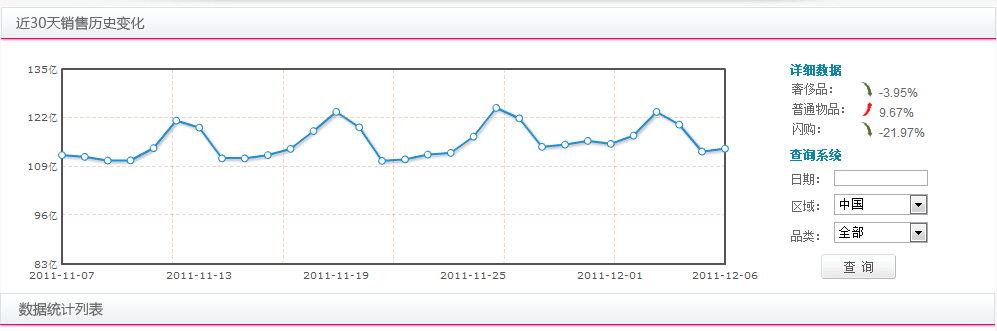 近30天销售历史变化
135亿
122亿
109亿
96亿
83亿
2011-11-07 2011-11-13 2011-11-19 2011-11-25 2011-12-01 2011-12-06
详细数据
奢侈品： -3.95%
普通物品： 9.67%
闪购： -21.97%
查询系统
日期：
区域： 中国
品类： 全部
查 询
数据统计列表